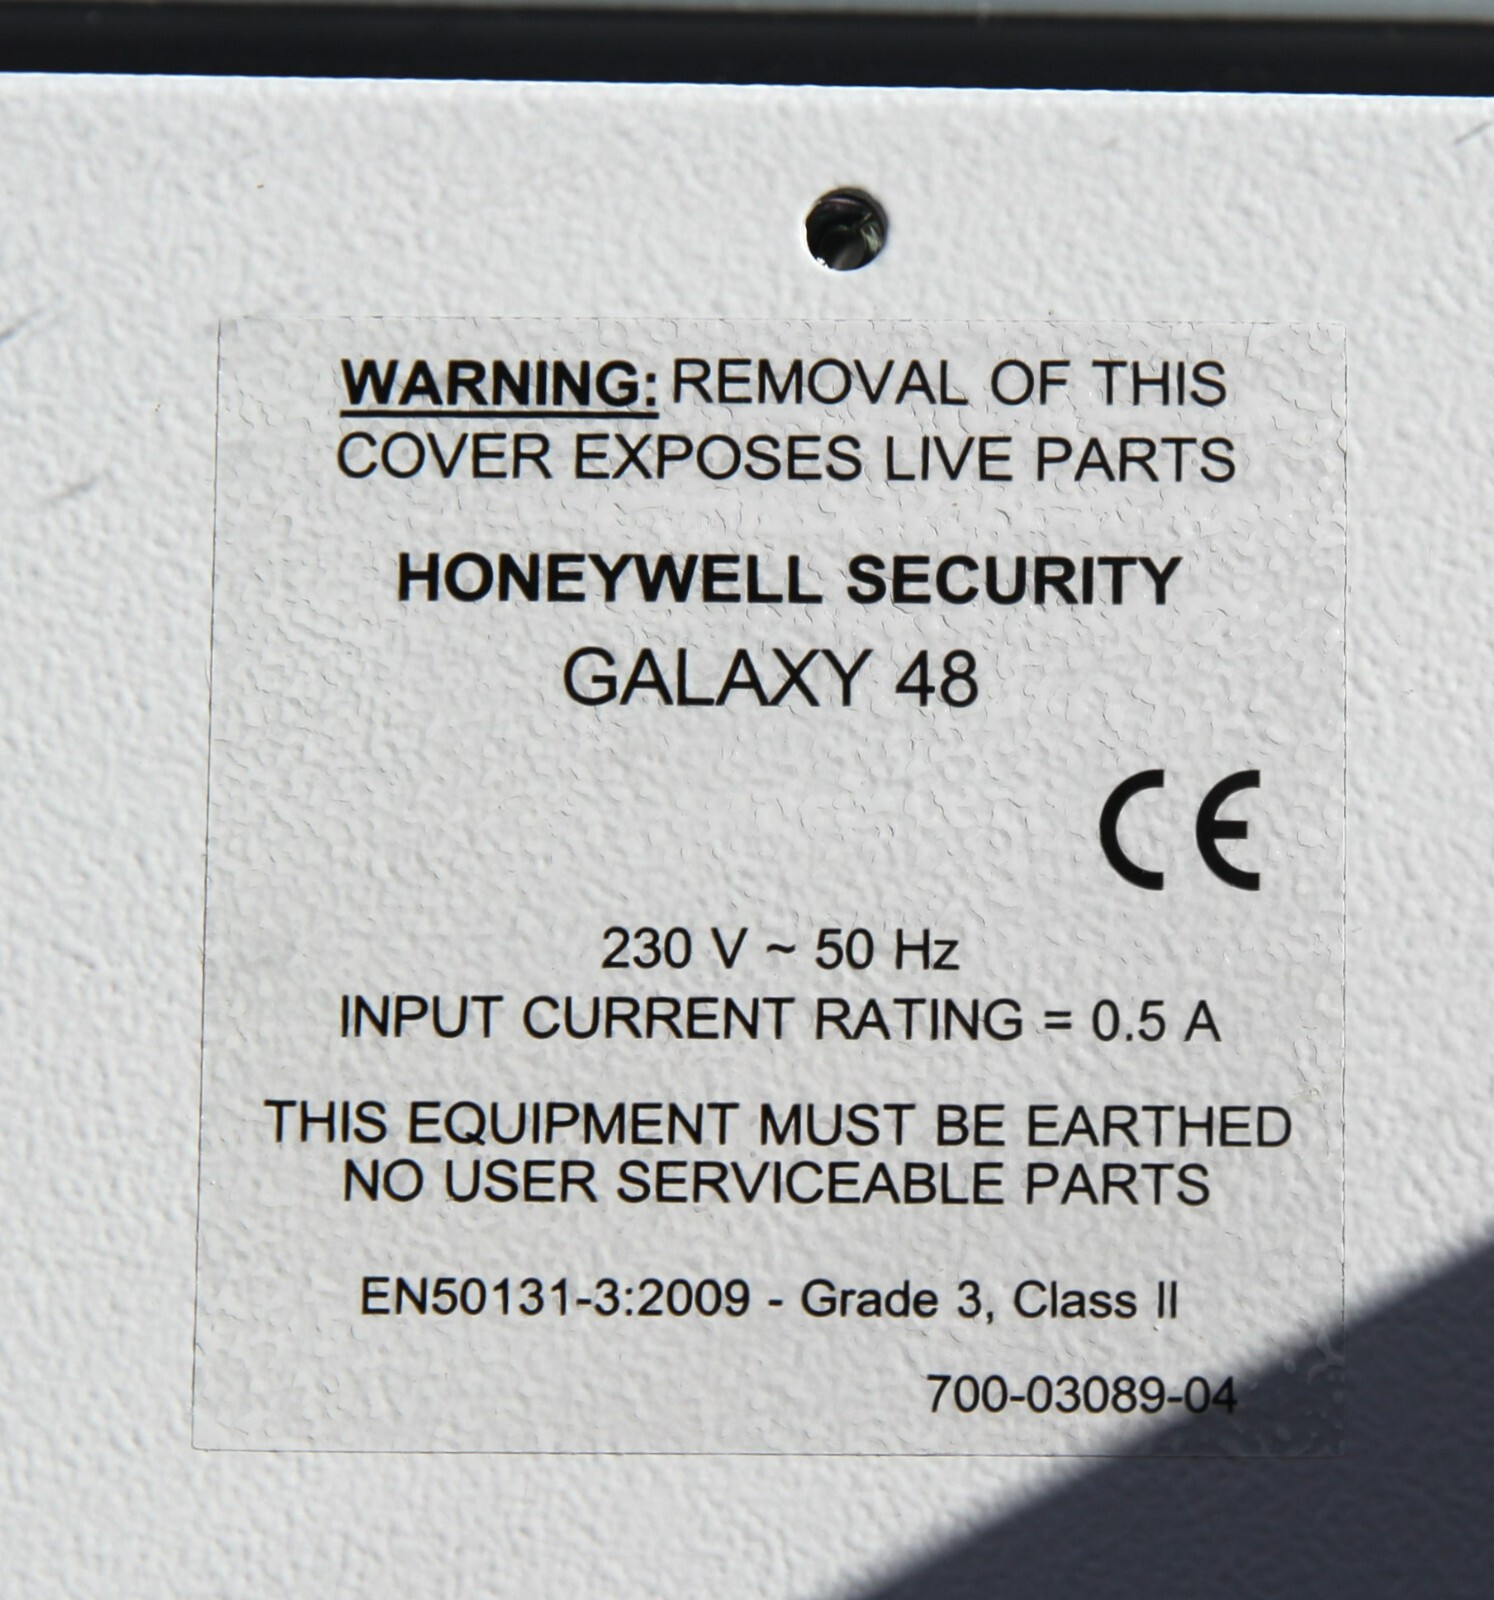 WARNING: REMOVAL OF THIS
COVER EXPOSES LIVE PARTS
HONEYWELL SECURITY
GALAXY 48
CE
230 V ~ 50 Hz
INPUT CURRENT RATING = 0.5 A
THIS EQUIPMENT MUST BE EARTHED
NO USER SERVICEABLE PARTS
EN50131-3:2009 - Grade 3, Class II
700-03089-04